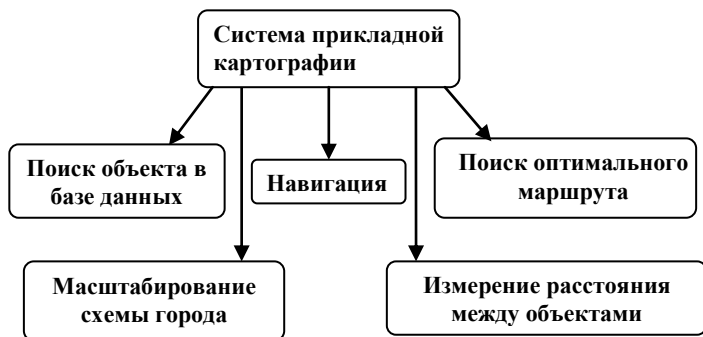 Система прикладной
картографии
Поиск объекта в
базе данных
Навигация
Поиск оптимального
маршрута
Масштабирование
схемы города
Измерение расстояния
между объектами